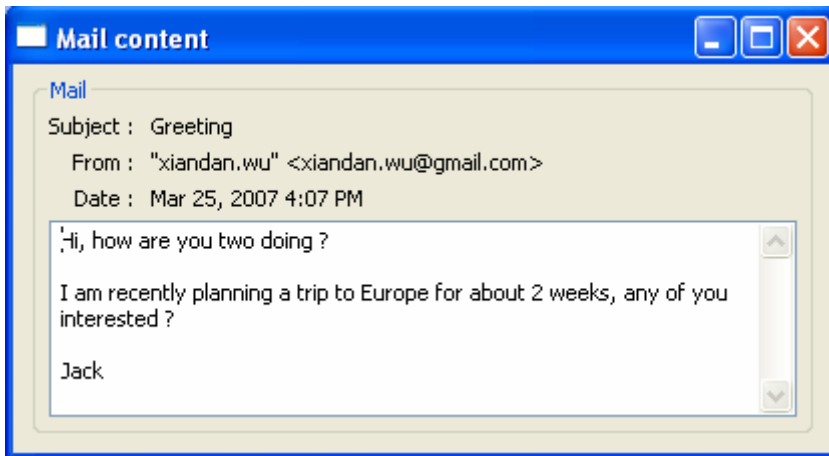 Mail content
Mail
Subject : Greeting
From : "xiandan.wu" <xiandan.wu@gmail.com>
Date : Mar 25, 2007 4:07 PM
Hi, how are you two doing ?
I am recently planning a trip to Europe for about 2 weeks, any of you
interested ?
Jack